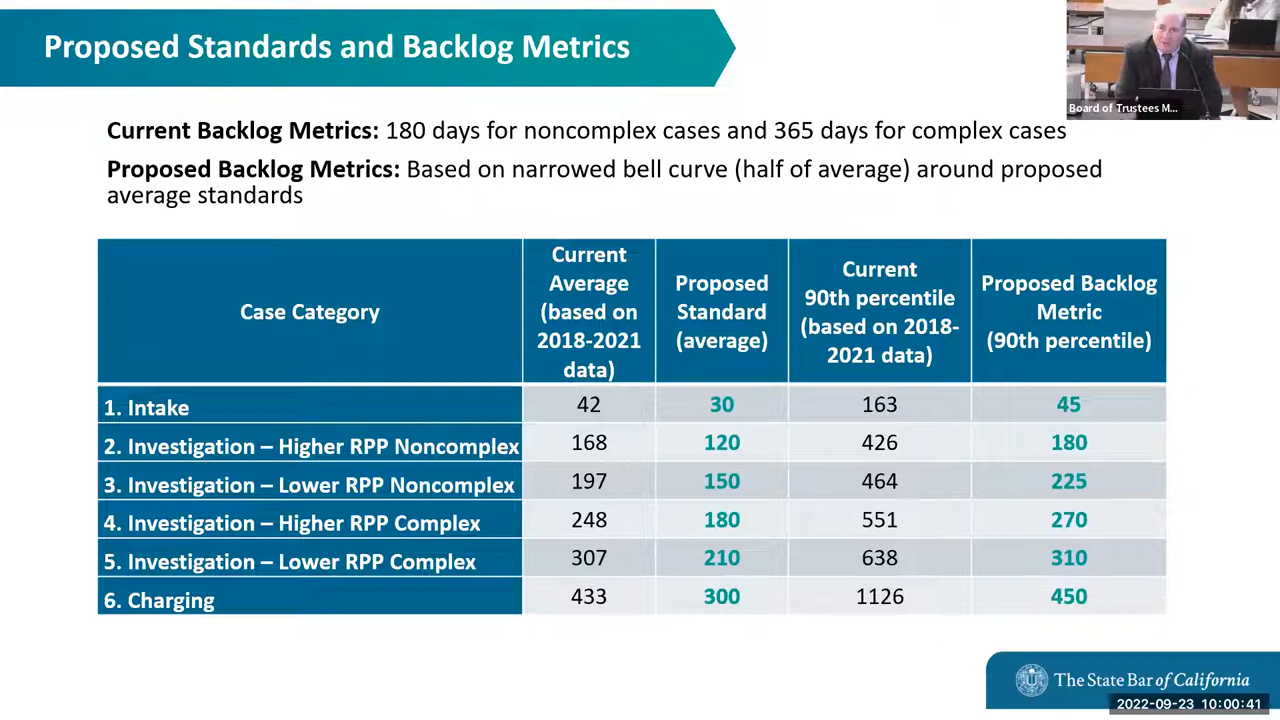 Proposed Standards and Backlog Metrics
Board of Trustees M...
Current Backlog Metrics: 180 days for noncomplex cases and 365 days for complex cases
Proposed Backlog Metrics: Based on narrowed bell curve (half of average) around proposed
average standards
Case Category
Current
Average
(based on
2018-2021
data)
Proposed
Standard
(average)
Current
90th percentile
(based on 2018-
2021 data)
Proposed Backlog
Metric
(90th percentile)
1. Intake 42 30 163 45
2. Investigation – Higher RPP Noncomplex 168 120 426 180
3. Investigation – Lower RPP Noncomplex 197 150 464 225
4. Investigation – Higher RPP Complex 248 180 551 270
5. Investigation – Lower RPP Complex 307 210 638 310
6. Charging 433 300 1126 450
The State Bar of California
2022-09-23 10:00:41